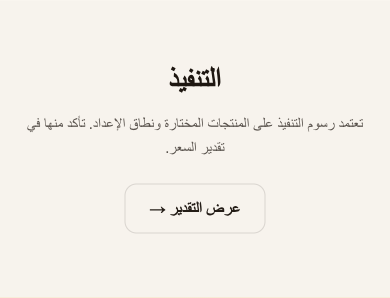 التنفيذ
تعتمد رسوم التنفيذ على المنتجات المختارة ونطاق الإعداد. تأكد منها في
تقدير السعر.
عرض التقدير →